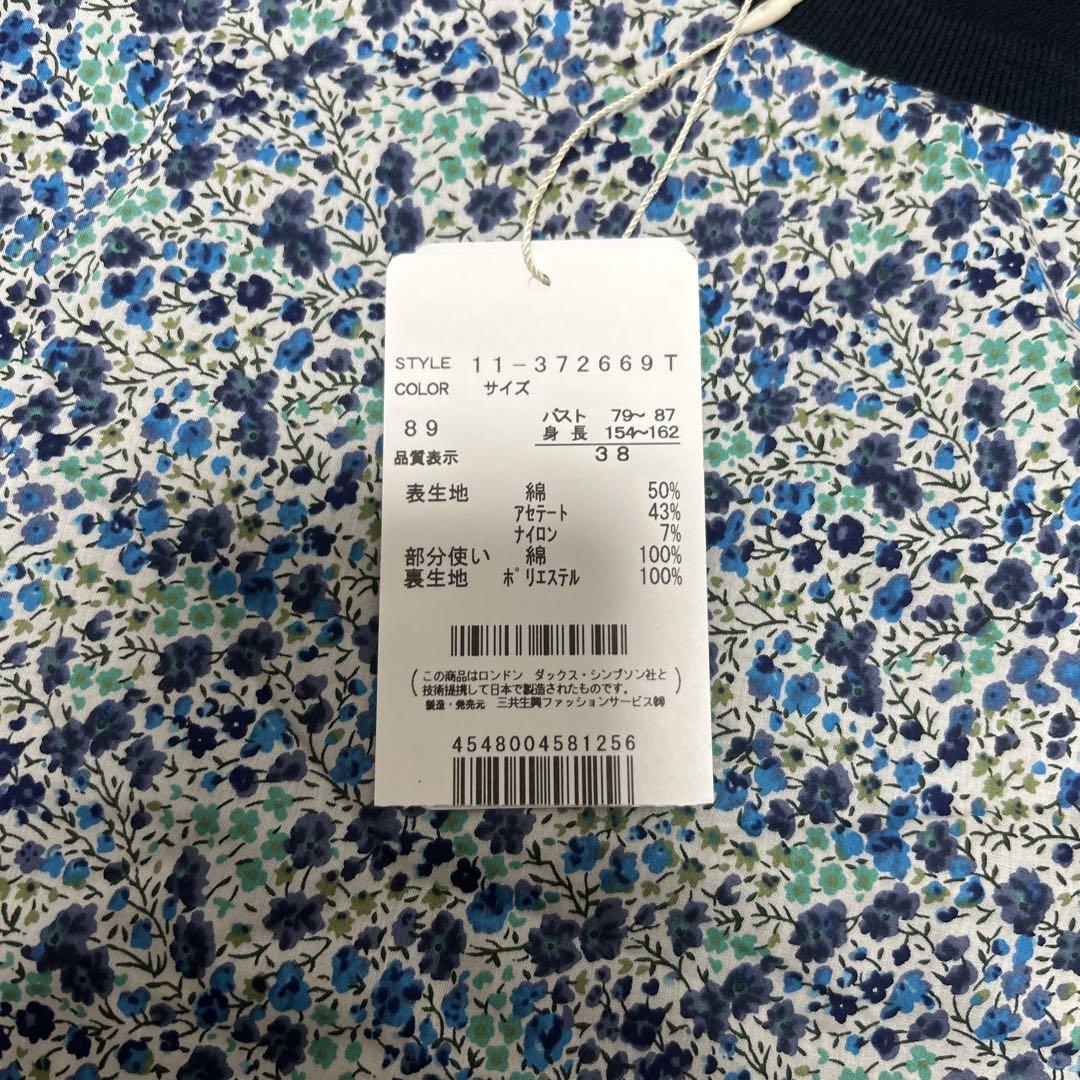 STYLE 11-372669T
COLOR サイズ
89 バスト 79~ 87
身長 154~162
品質表示 38
表生地 綿 50%
アセテート 43%
ナイロン 7%
部分使い 綿 100%
裏生地 ポリエステル 100%
(この商品はロンドン ダックス・シンプソン社と
技術提携して日本で製造されたものです。)
製造・発売元 三共生興ファッションサービス㈱
4548004581256